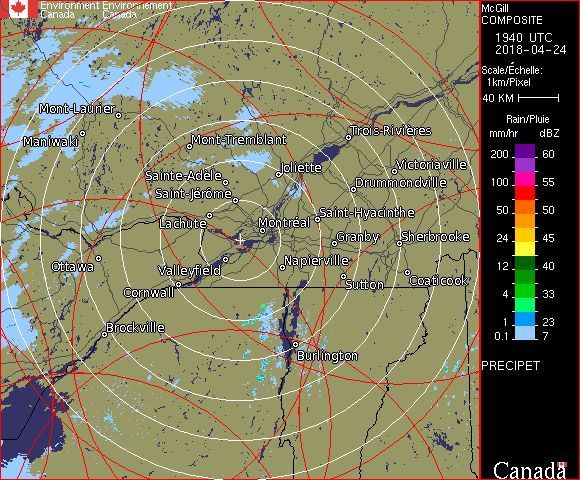 Environment Environnement
Canada Canada
McGill
COMPOSITE
1940 UTC
2018-04-24
Scale/Échelle:
1km/Pixel
40 KM
Rain/Pluie
mm/hr dBZ
200 60
100 55
50 50
24 45
12 40
4 33
1 23
0.1 7
PRECIPET
Canada
Mont-Laurier
Maniwaki
Mont-Tremblant
Trois-Rivières
Joliette
Victoriaville
Sainte-Adèle
Drummondville
Saint-Jérôme
Lachute
Saint-Hyacinthe
Montréal
Granby
Sherbrooke
Ottawa
Valleyfield
Napierville
Cornwall
Sutton
Coaticook
Brockville
Burlington